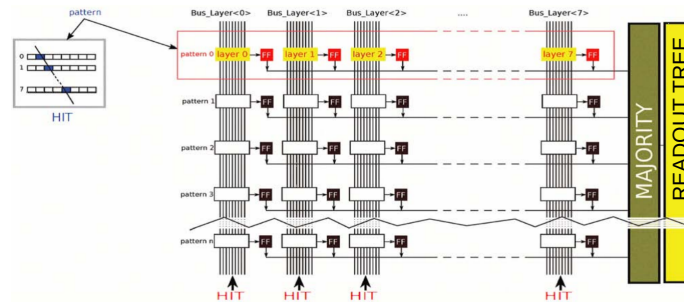 pattern
Bus_Layer<0> Bus_Layer<1> Bus_Layer<2> .... Bus_Layer<7>
0
1
7
HIT
pattern 0 layer 0 FF layer 1 FF layer 2 FF layer 7 FF
pattern 1 FF FF FF FF
pattern 2 FF FF FF FF
pattern 3 FF FF FF FF
pattern n FF FF FF FF
HIT HIT HIT HIT
MAJORITY
READOUT TREE